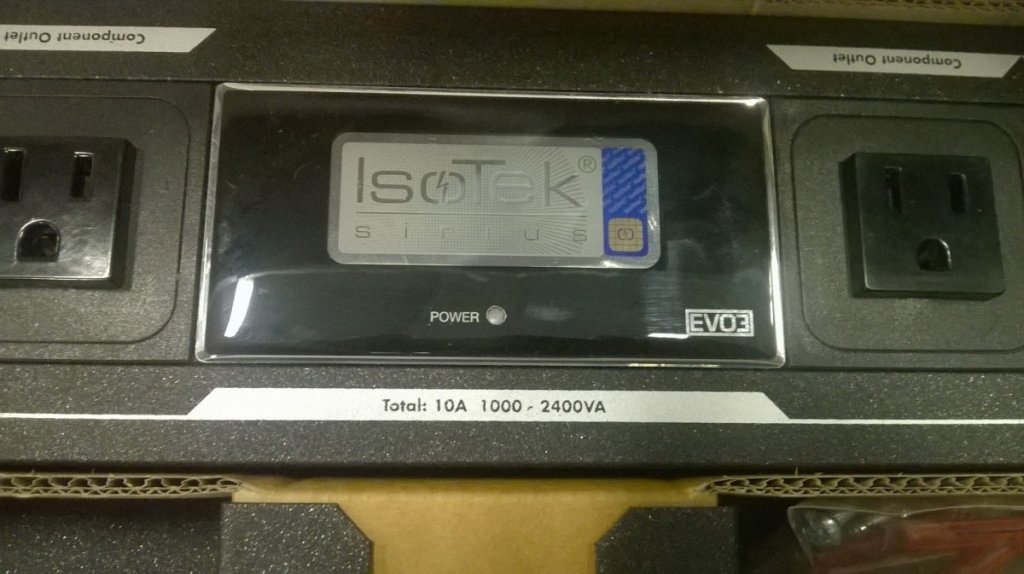 Component Outlet
Component Outlet
IsoTek®
sirius
POWER
EVO3
Total: 10A 1000 - 2400VA